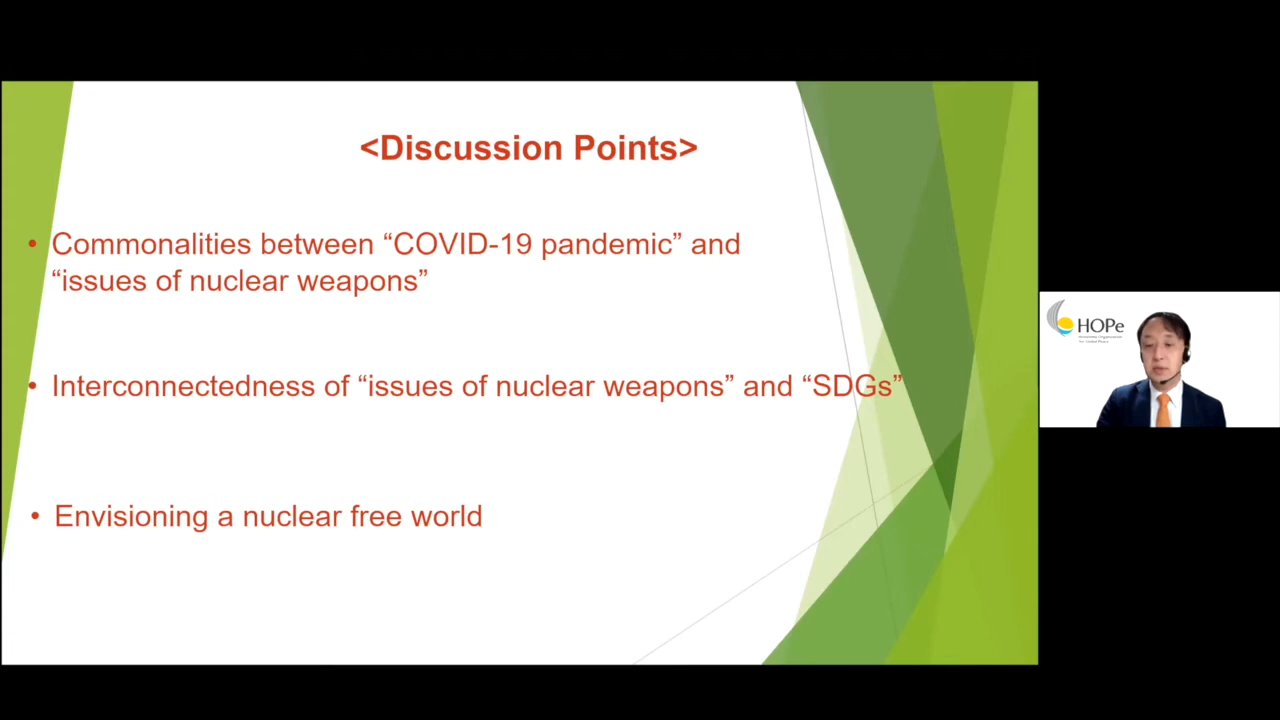 <Discussion Points>
• Commonalities between “COVID-19 pandemic” and
“issues of nuclear weapons”
• Interconnectedness of “issues of nuclear weapons” and “SDGs”
• Envisioning a nuclear free world
HOPe